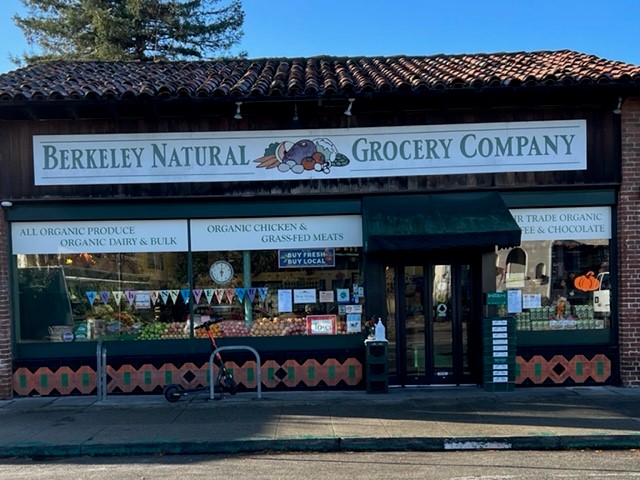 BERKELEY NATURAL GROCERY COMPANY
ALL ORGANIC PRODUCE
ORGANIC DAIRY & BULK
ORGANIC CHICKEN &
GRASS-FED MEATS
TRADE ORGANIC
& CHOCOLATE
BUY FRESH
BUY LOCAL